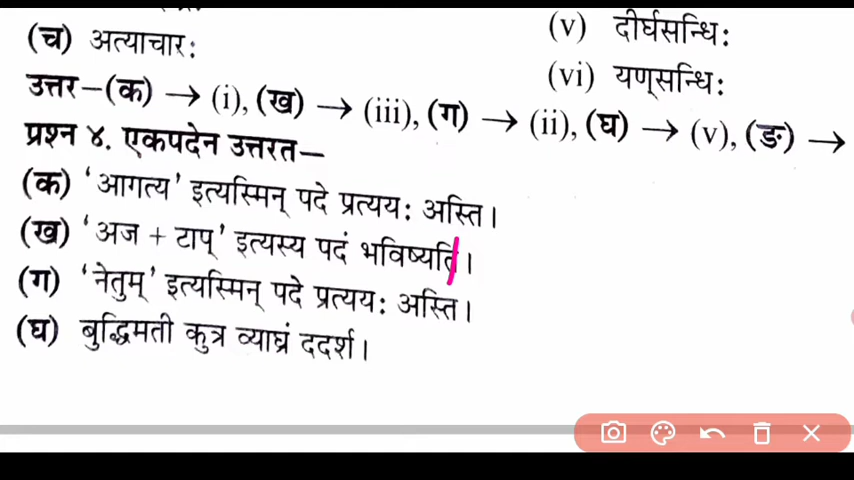 (च) अत्याचारः
(v) दीर्घसन्धिः
(vi) यण्सन्धिः
उत्तर–(क) → (i), (ख) → (iii), (ग) → (ii), (घ) → (v), (ङ) →
प्रश्न ४. एकपदेन उत्तरत–
(क) 'आगत्य' इत्यस्मिन् पदे प्रत्ययः अस्ति।
(ख) 'अज + टाप्' इत्यस्य पदं भविष्यति।
(ग) 'नेतुम्' इत्यस्मिन् पदे प्रत्ययः अस्ति।
(घ) बुद्धिमती कुत्र व्याघ्रं ददर्श।